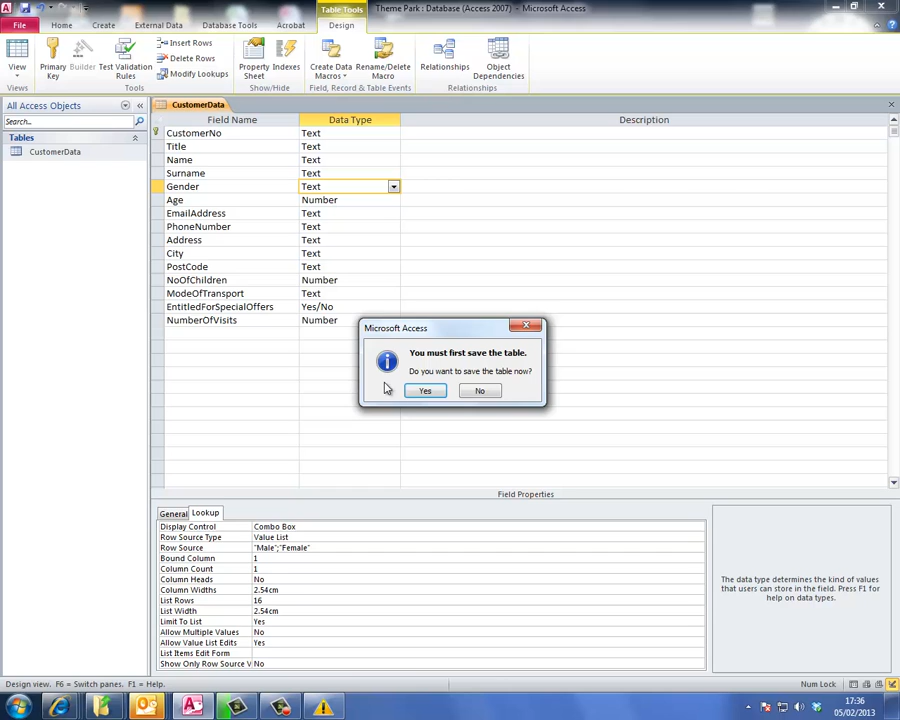 Table Tools
Theme Park : Database (Access 2007) - Microsoft Access
File Home Create External Data Database Tools Acrobat Design
View
Primary Key
Builder
Test Validation Rules
Insert Rows
Delete Rows
Modify Lookups
Property Sheet
Indexes
Create Data Macros
Rename/Delete Macro
Relationships
Object Dependencies
Views Tools Show/Hide Field, Record & Table Events Relationships
All Access Objects
Search...
Tables
CustomerData
CustomerData
Field Name Data Type Description
CustomerNo Text
Title Text
Name Text
Surname Text
Gender Text
Age Number
EmailAddress Text
PhoneNumber Text
Address Text
City Text
PostCode Text
NoOfChildren Number
ModeOfTransport Text
EntitledForSpecialOffers Yes/No
NumberOfVisits Number
Microsoft Access
You must first save the table.
Do you want to save the table now?
Yes No
Field Properties
General Lookup
Display Control Combo Box
Row Source Type Value List
Row Source "Male";"Female"
Bound Column 1
Column Count 1
Column Heads No
Column Widths 2.54cm
List Rows 16
List Width 2.54cm
Limit To List Yes
Allow Multiple Values No
Allow Value List Edits Yes
List Items Edit Form
Show Only Row Source V No
The data type determines the kind of values
that users can store in the field. Press F1 for
help on data types.
Design view. F6 = Switch panes. F1 = Help.
Num Lock
17:36
05/02/2013